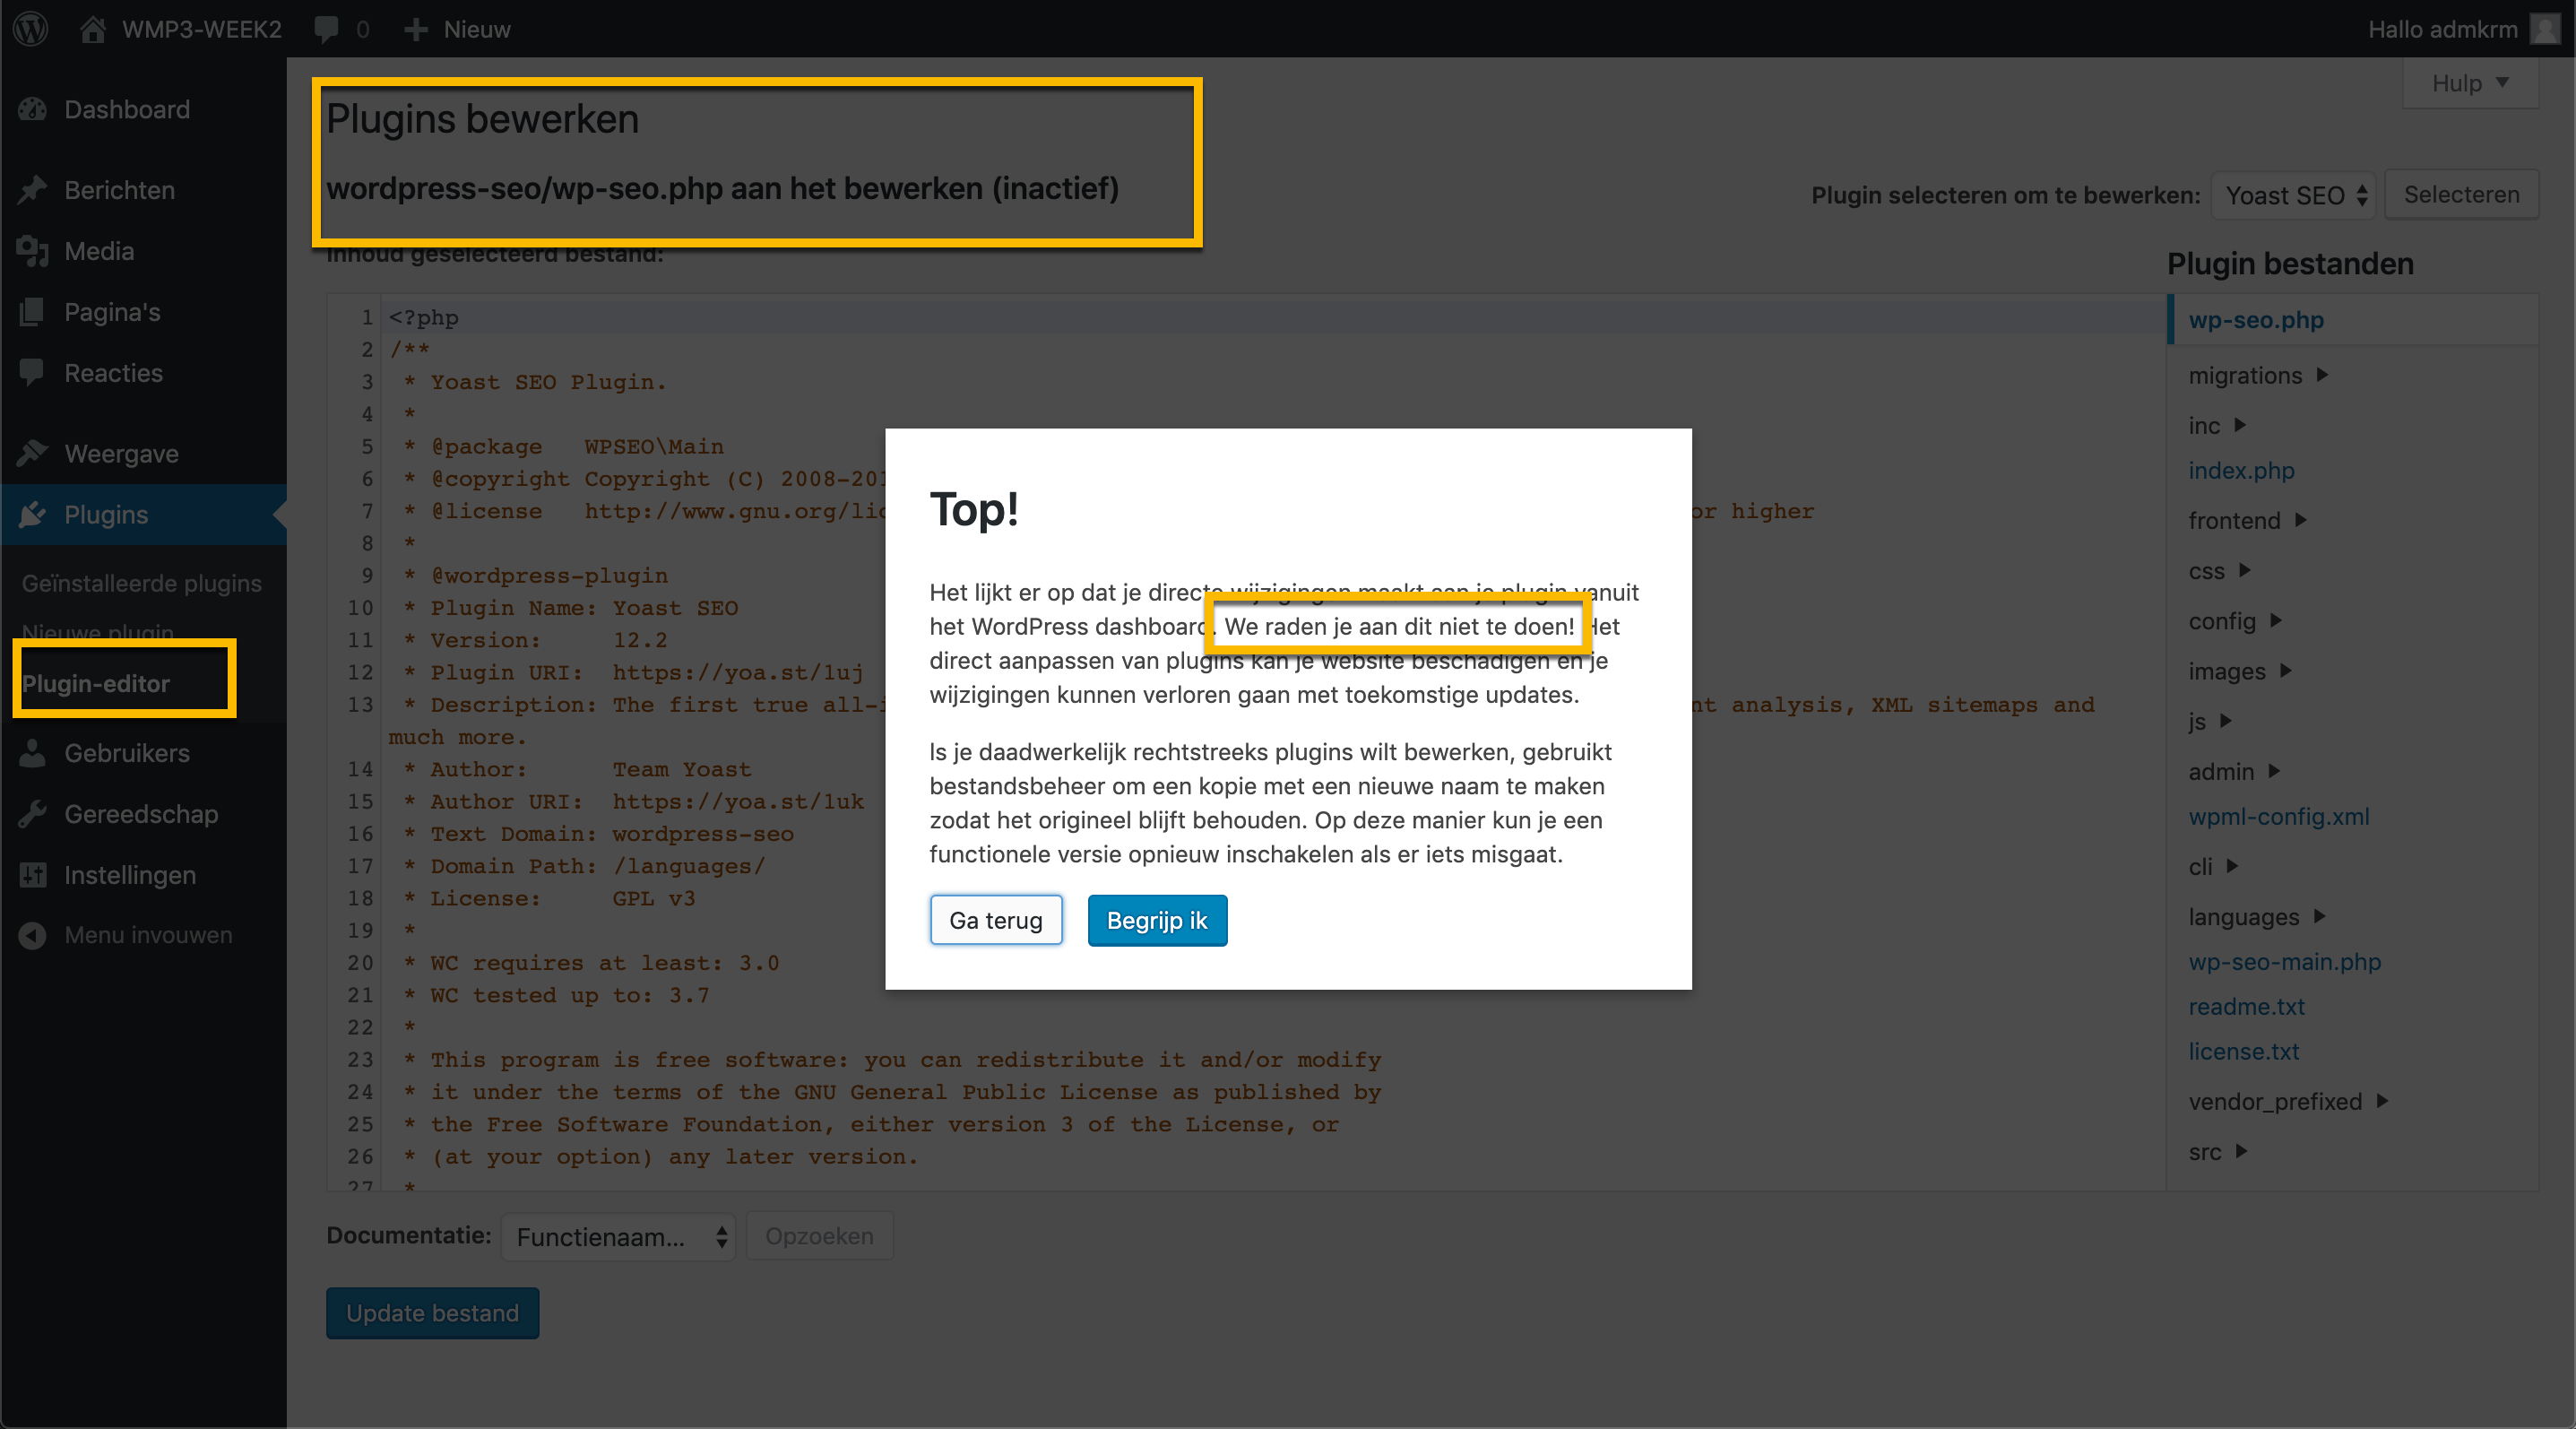 WMP3-WEEK2
0
Nieuw
Hallo admkrm
Hulp
Dashboard
Berichten
Media
Pagina's
Reacties
Weergave
Plugins
Geïnstalleerde plugins
Nieuwe plugin
Plugin-editor
Gebruikers
Gereedschap
Instellingen
Menu invouwen
Plugins bewerken
wordpress-seo/wp-seo.php aan het bewerken (inactief)
Plugin selecteren om te bewerken: Yoast SEO Selecteren
Inhoud geselecteerd bestand:
1 <?php
2 /**
3 * Yoast SEO Plugin.
4 *
5 * @package WPSEO\Main
6 * @copyright Copyright (C) 2008-201
7 * @license http://www.gnu.org/lic or higher
8 *
9 * @wordpress-plugin
10 * Plugin Name: Yoast SEO
11 * Version: 12.2
12 * Plugin URI: https://yoa.st/1uj
13 * Description: The first true all-i nt analysis, XML sitemaps and
much more.
14 * Author: Team Yoast
15 * Author URI: https://yoa.st/1uk
16 * Text Domain: wordpress-seo
17 * Domain Path: /languages/
18 * License: GPL v3
19 *
20 * WC requires at least: 3.0
21 * WC tested up to: 3.7
22 *
23 * This program is free software: you can redistribute it and/or modify
24 * it under the terms of the GNU General Public License as published by
25 * the Free Software Foundation, either version 3 of the License, or
26 * (at your option) any later version.
27 *
Top!
Het lijkt er op dat je directe wijzigingen maakt aan je plugin vanuit
het WordPress dashboard. We raden je aan dit niet te doen! Het
direct aanpassen van plugins kan je website beschadigen en je
wijzigingen kunnen verloren gaan met toekomstige updates.
ls je daadwerkelijk rechtstreeks plugins wilt bewerken, gebruikt
bestandsbeheer om een kopie met een nieuwe naam te maken
zodat het origineel blijft behouden. Op deze manier kun je een
functionele versie opnieuw inschakelen als er iets misgaat.
Ga terug Begrijp ik
Plugin bestanden
wp-seo.php
migrations
inc
index.php
frontend
css
config
images
js
admin
wpml-config.xml
cli
languages
wp-seo-main.php
readme.txt
license.txt
vendor_prefixed
src
Documentatie: Functienaam... Opzoeken
Update bestand